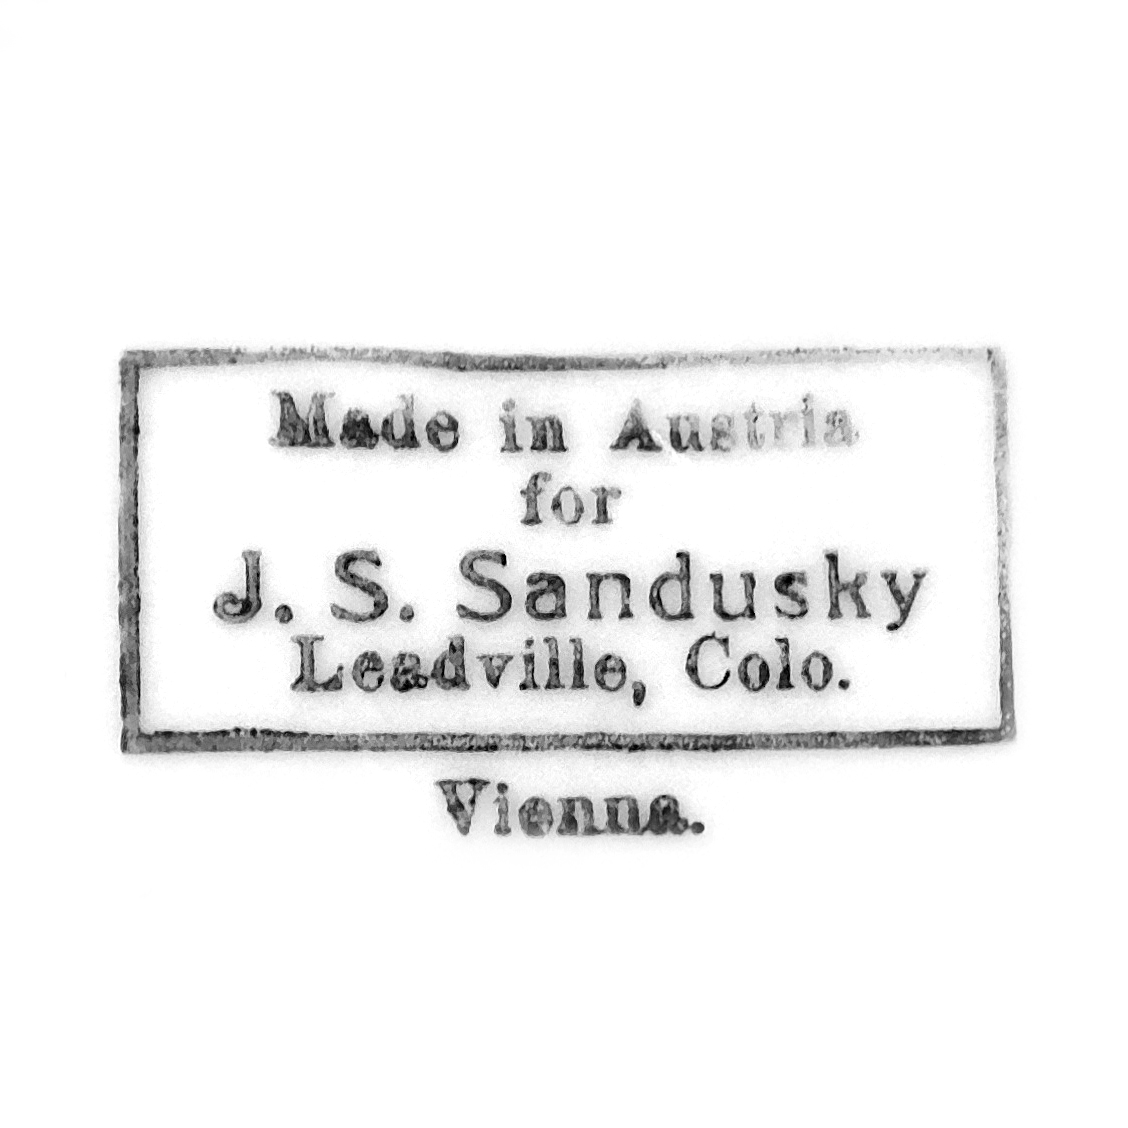 Made in Austria
for
J. S. Sandusky
Leadville, Colo.
Vienna.